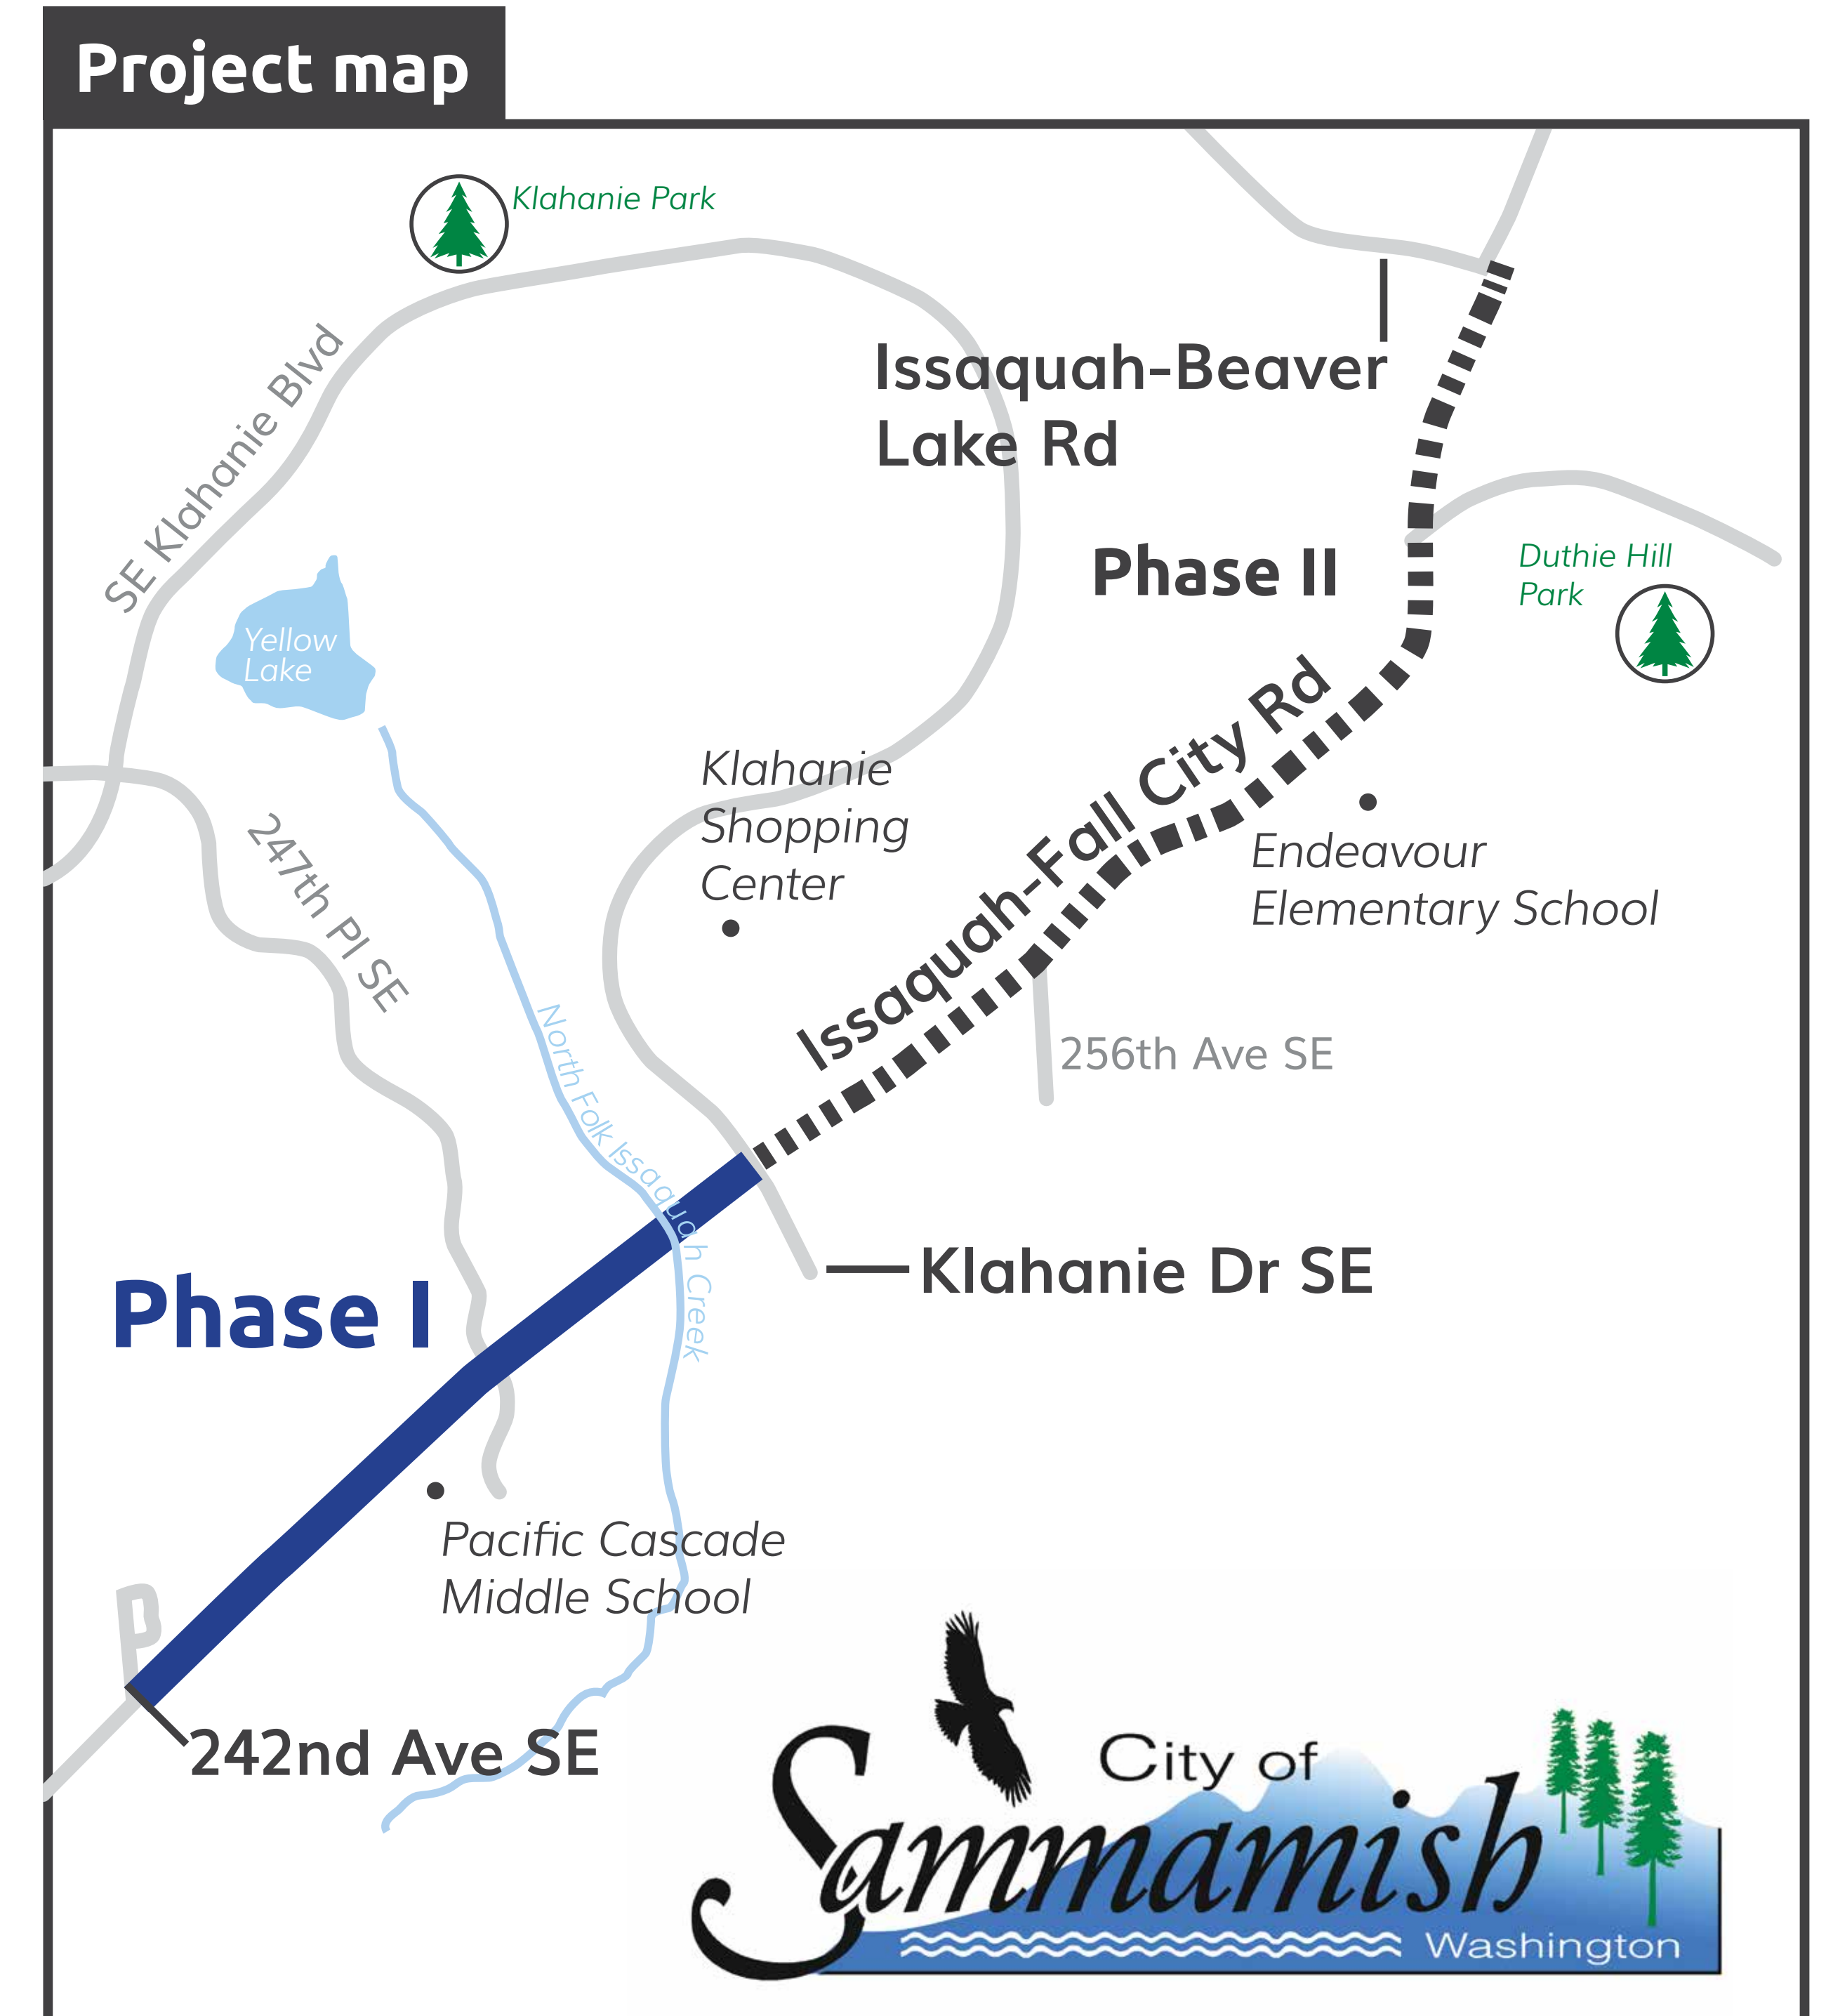 Project map
Klahanie Park
SE Klahanie Blvd
Issaquah-Beaver
Lake Rd
Phase II
Duthie Hill
Park
Yellow
Lake
Klahanie
Shopping
Center
Issaquah-Fall City Rd
Endeavour
Elementary School
247th Pl SE
North Folk Issaquah Creek
256th Ave SE
Klahanie Dr SE
Phase I
Pacific Cascade
Middle School
242nd Ave SE
City of
Sammamish
Washington